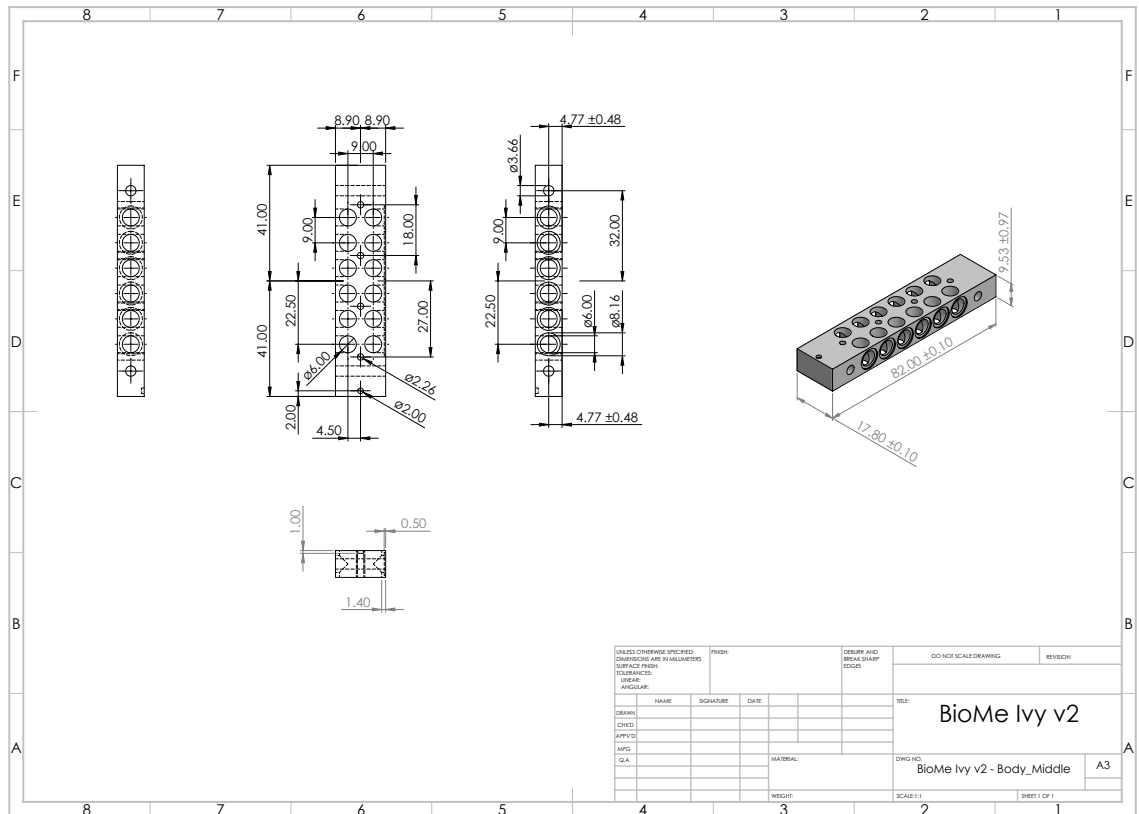 8 7 6 5 4 3 2 1
F F
8.90 8.90
4.77 ±0.48
9.00
⌀3.66
E E
41.00
9.00
18.00
9.00
32.00
9.53 ±0.97
22.50
27.00
22.50
⌀6.00
⌀8.16
D D
41.00
⌀6.00
82.00 ±0.10
⌀2.26
2.00
⌀2.00
4.50
4.77 ±0.48
17.80 ±0.10
C C
1.00
0.50
1.40
B B
UNLESS OTHERWISE SPECIFIED:
DIMENSIONS ARE IN MILLIMETERS
SURFACE FINISH:
TOLERANCES:
LINEAR:
ANGULAR:
FINISH:
DEBURR AND
BREAK SHARP
EDGES
DO NOT SCALE DRAWING
REVISION
NAME SIGNATURE DATE
DRAWN
CHK'D
APPV'D
MFG
Q.A
TITLE:
BioMe Ivy v2
A A
MATERIAL:
DWG NO.
BioMe Ivy v2 - Body_Middle
A3
WEIGHT:
SCALE:1:1
SHEET 1 OF 1
8 7 6 5 4 3 2 1